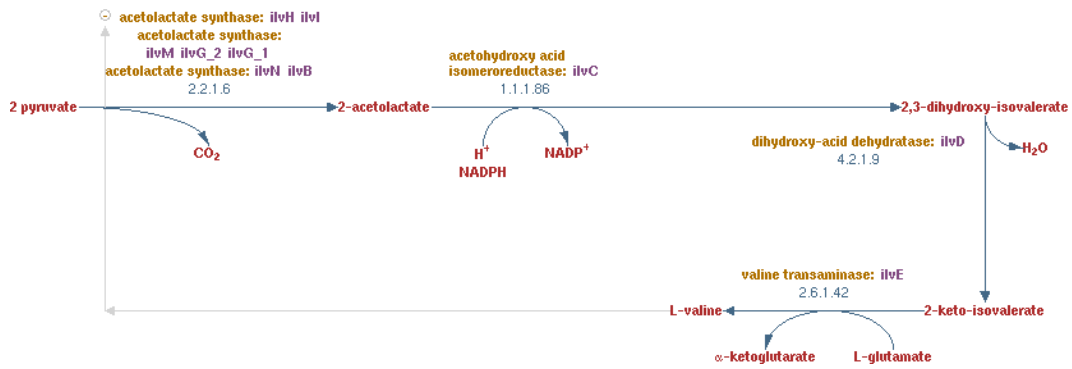 - acetolactate synthase: ilvH ilvI
acetolactate synthase:
ilvM ilvG_2 ilvG_1
acetolactate synthase: ilvN ilvB
2.2.1.6
acetohydroxy acid
isomeroreductase: ilvC
1.1.1.86
2 pyruvate
2-acetolactate
2,3-dihydroxy-isovalerate
CO2
H+
NADPH
NADP+
dihydroxy-acid dehydratase: ilvD
4.2.1.9
H2O
valine transaminase: ilvE
2.6.1.42
L-valine
2-keto-isovalerate
α-ketoglutarate
L-glutamate